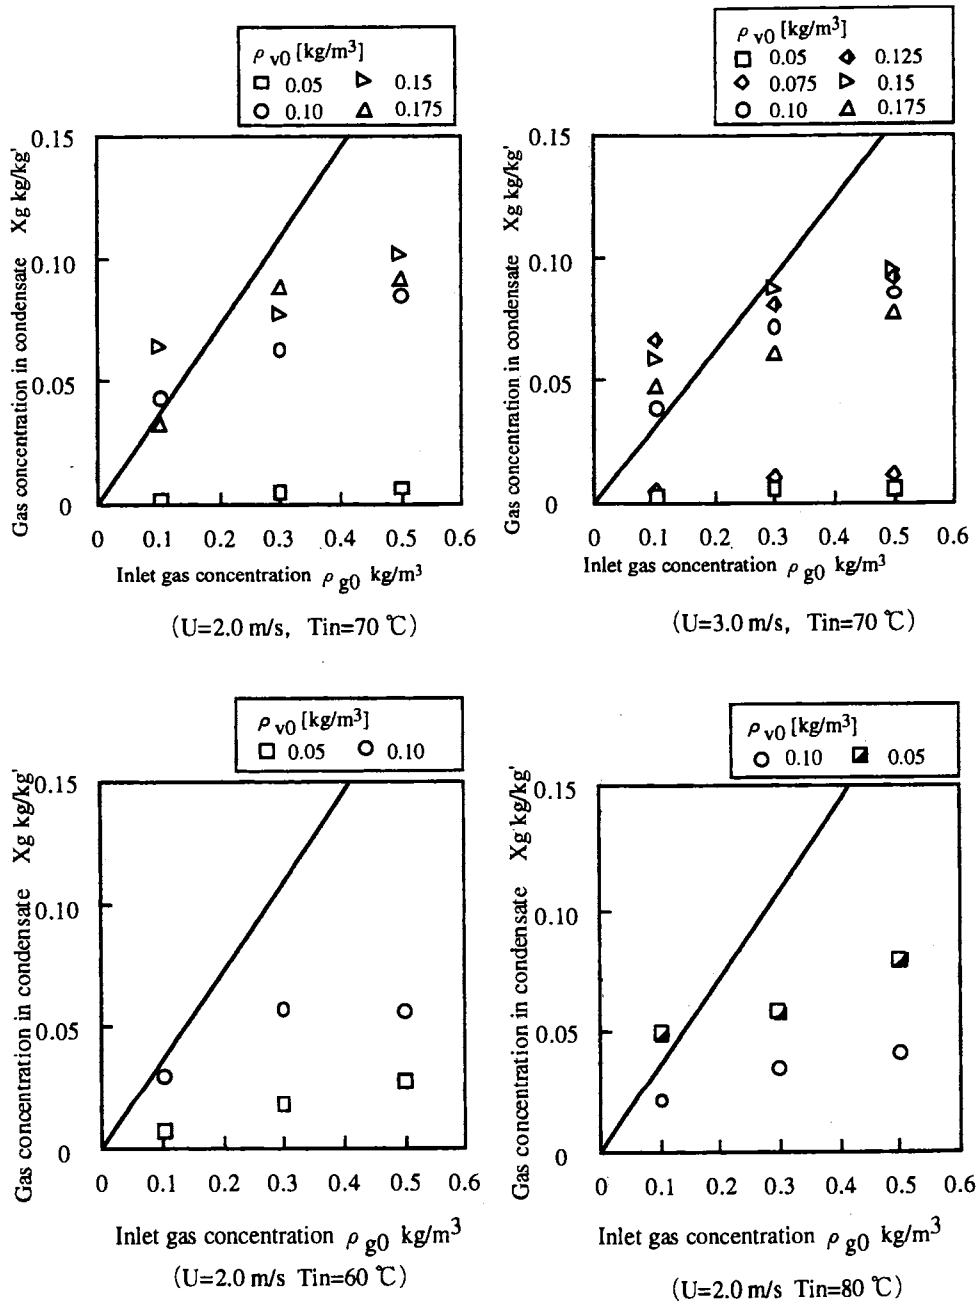 ρ v0 [kg/m³]
0.05 0.15
0.10 0.175
Gas concentration in condensate Xg kg/kg'
0.15
0.10
0.05
0
0 0.1 0.2 0.3 0.4 0.5 0.6
Inlet gas concentration ρ g0 kg/m³
(U=2.0 m/s, Tin=70 ℃)
ρ v0 [kg/m³]
0.05 0.125
0.075 0.15
0.10 0.175
Gas concentration in condensate Xg kg/kg'
0.15
0.10
0.05
0
0 0.1 0.2 0.3 0.4 0.5 0.6
Inlet gas concentration ρ g0 kg/m³
(U=3.0 m/s, Tin=70 ℃)
ρ v0 [kg/m³]
0.05 0.10
Gas concentration in condensate Xg kg/kg'
0.15
0.10
0.05
0
0 0.1 0.2 0.3 0.4 0.5 0.6
Inlet gas concentration ρ g0 kg/m³
(U=2.0 m/s Tin=60 ℃)
ρ v0 [kg/m³]
0.10 0.05
Gas concentration in condensate Xg kg/kg'
0.15
0.10
0.05
0
0 0.1 0.2 0.3 0.4 0.5 0.6
Inlet gas concentration ρ g0 kg/m³
(U=2.0 m/s Tin=80 ℃)